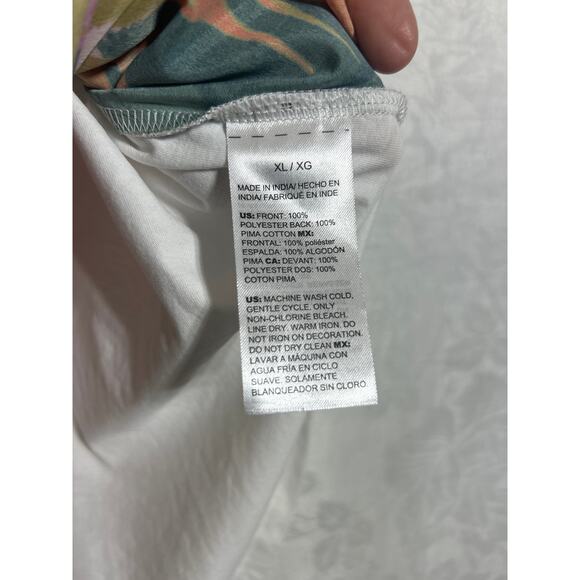 XL / XG
MADE IN INDIA/ HECHO EN
INDIA/ FABRIQUÉ EN INDE
US: FRONT: 100%
POLYESTER BACK: 100%
PIMA COTTON MX:
FRONTAL: 100% poliéster
ESPALDA: 100% ALGODÓN
PIMA CA: DEVANT: 100%
POLYESTER DOS: 100%
COTON PIMA
US: MACHINE WASH COLD,
GENTLE CYCLE. ONLY
NON-CHLORINE BLEACH.
LINE DRY. WARM IRON. DO
NOT IRON ON DECORATION.
DO NOT DRY CLEAN MX:
LAVAR A MÁQUINA CON
AGUA FRÍA EN CICLO
SUAVE. SOLAMENTE
BLANQUEADOR SIN CLORO.